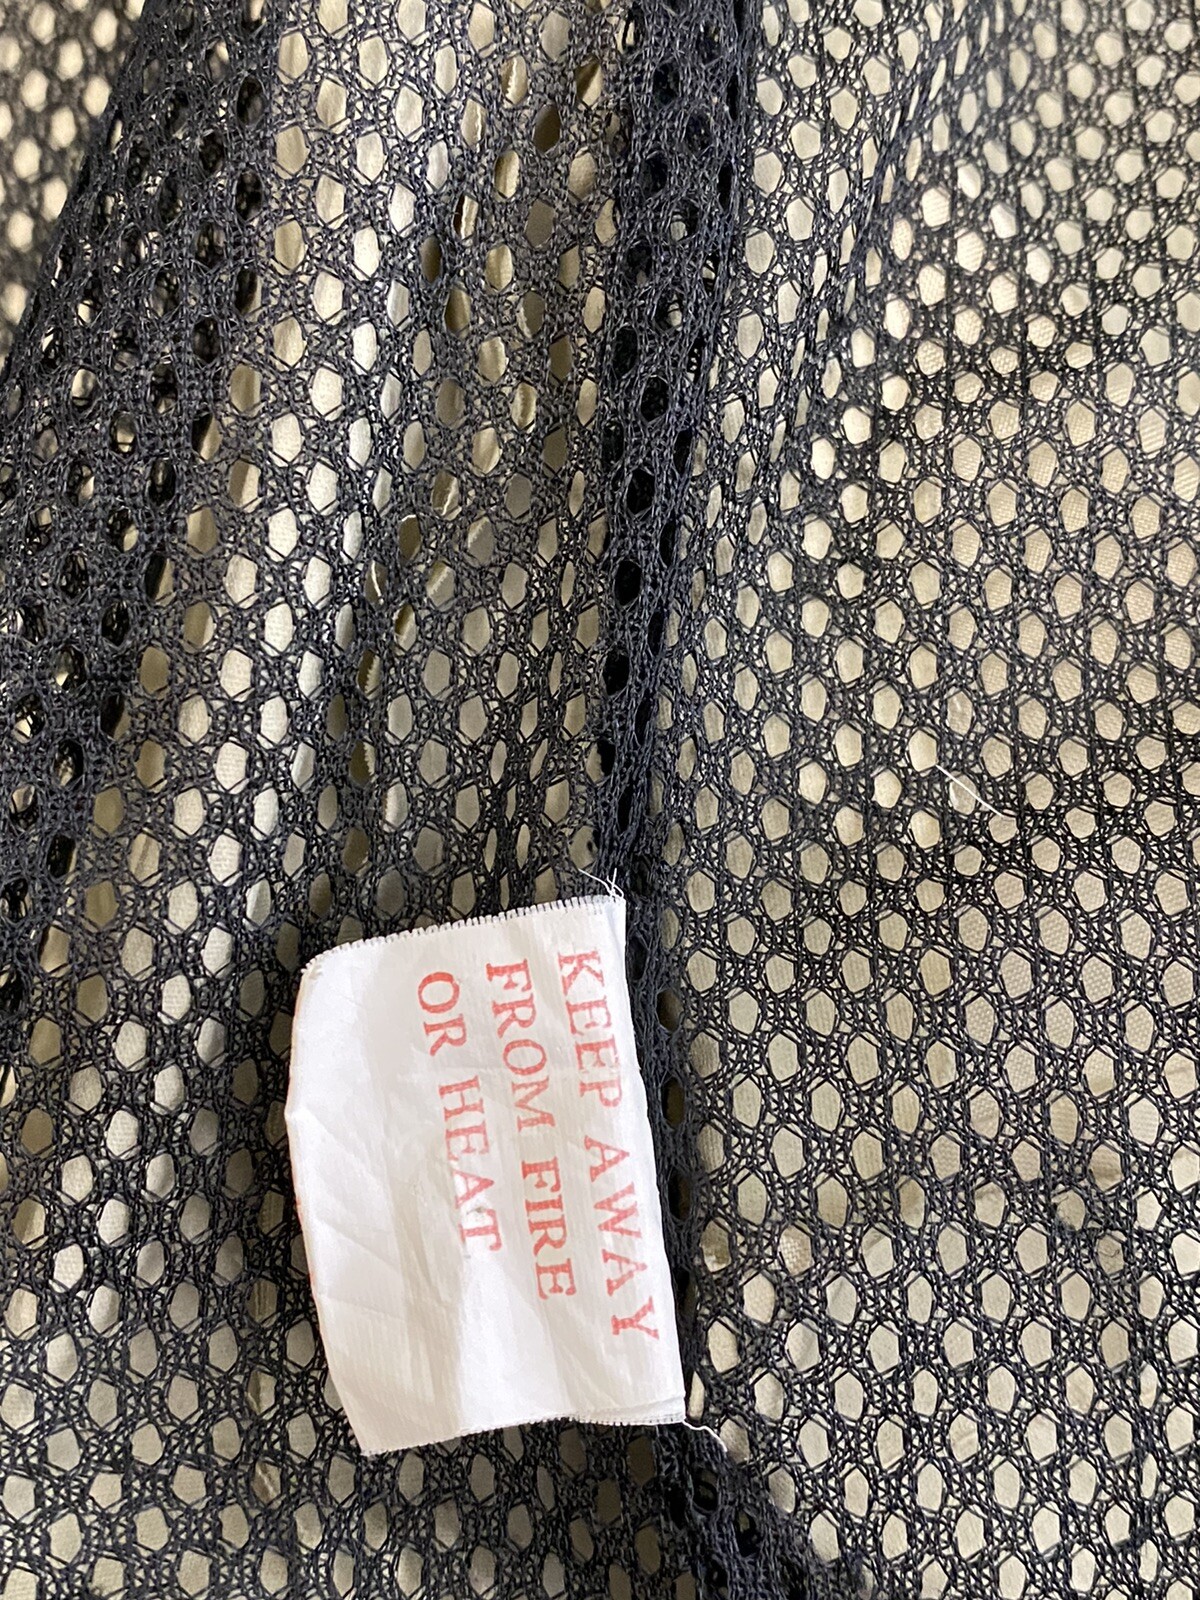 KEEP AWAY
FROM FIRE
OR HEAT